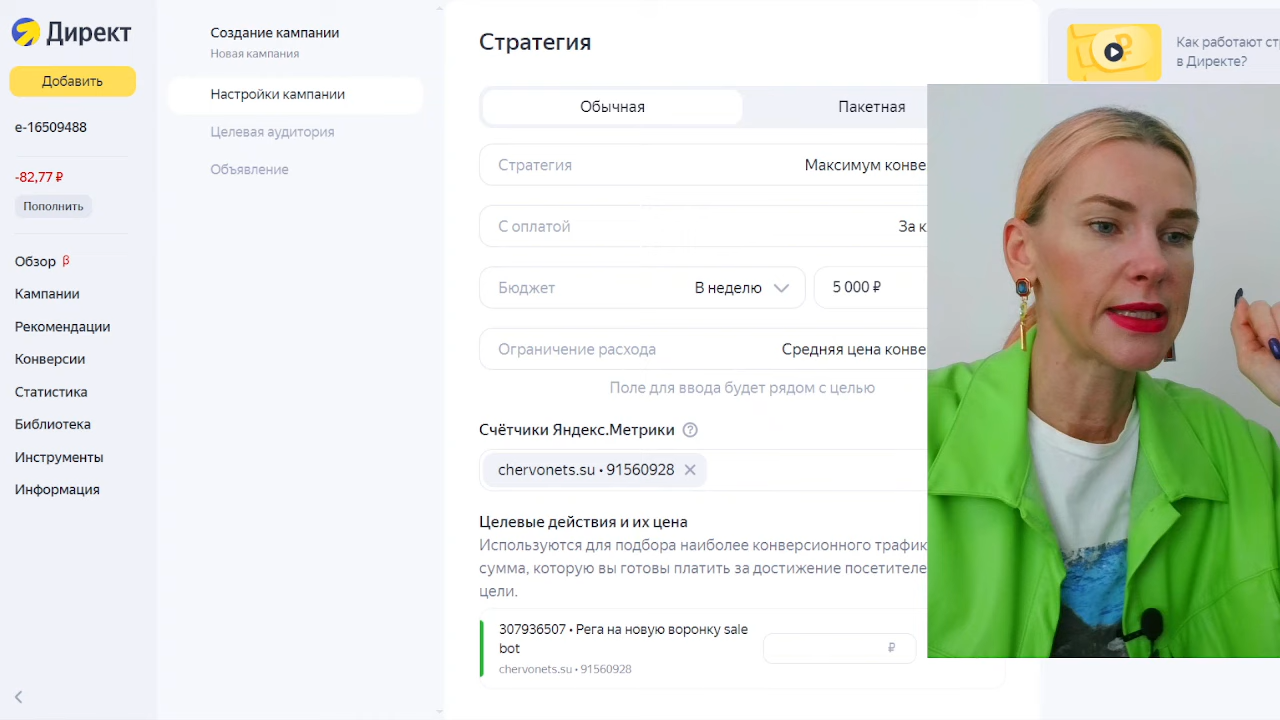 Директ
Добавить
e-16509488
-82,77 ₽
Пополнить
Обзор β
Кампании
Рекомендации
Конверсии
Статистика
Библиотека
Инструменты
Информация
Создание кампании
Новая кампания
Настройки кампании
Целевая аудитория
Объявление
Стратегия
Обычная
Пакетная
Стратегия
Максимум конве
С оплатой
За к
Бюджет
В неделю
5 000 ₽
Ограничение расхода
Средняя цена конве
Поле для ввода будет рядом с целью
Счётчики Яндекс.Метрики ?
chervonets.su • 91560928
Целевые действия и их цена
Используются для подбора наиболее конверсионного трафик
сумма, которую вы готовы платить за достижение посетителе
цели.
307936507 • Рега на новую воронку sale
bot
₽
chervonets.su • 91560928
Как работают стр
в Директе?